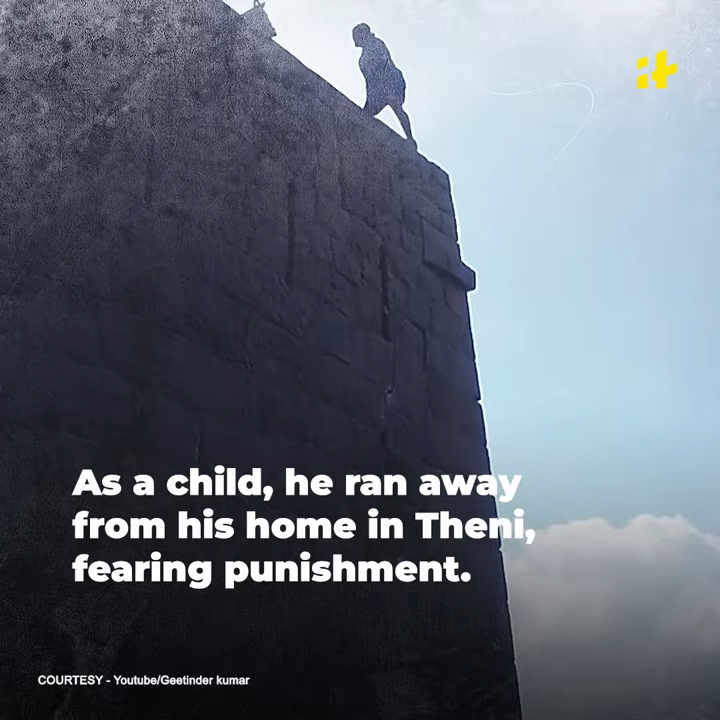 As a child, he ran away
from his home in Theni,
fearing punishment.
COURTESY - Youtube/Geetinder kumar